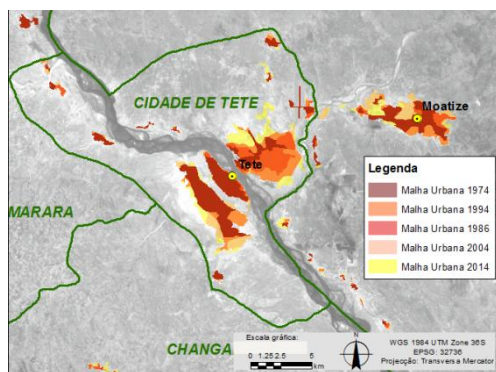 CIDADE DE TETE
Moatize
Tete
MARARA
Legenda
Malha Urbana 1974
Malha Urbana 1994
Malha Urbana 1986
Malha Urbana 2004
Malha Urbana 2014
CHANGA
Escala gráfica:
0 1.25 2.5 5
km
N
WGS 1984 UTM Zone 36S
EPSG: 32736
Projecção: Transversa Mercator